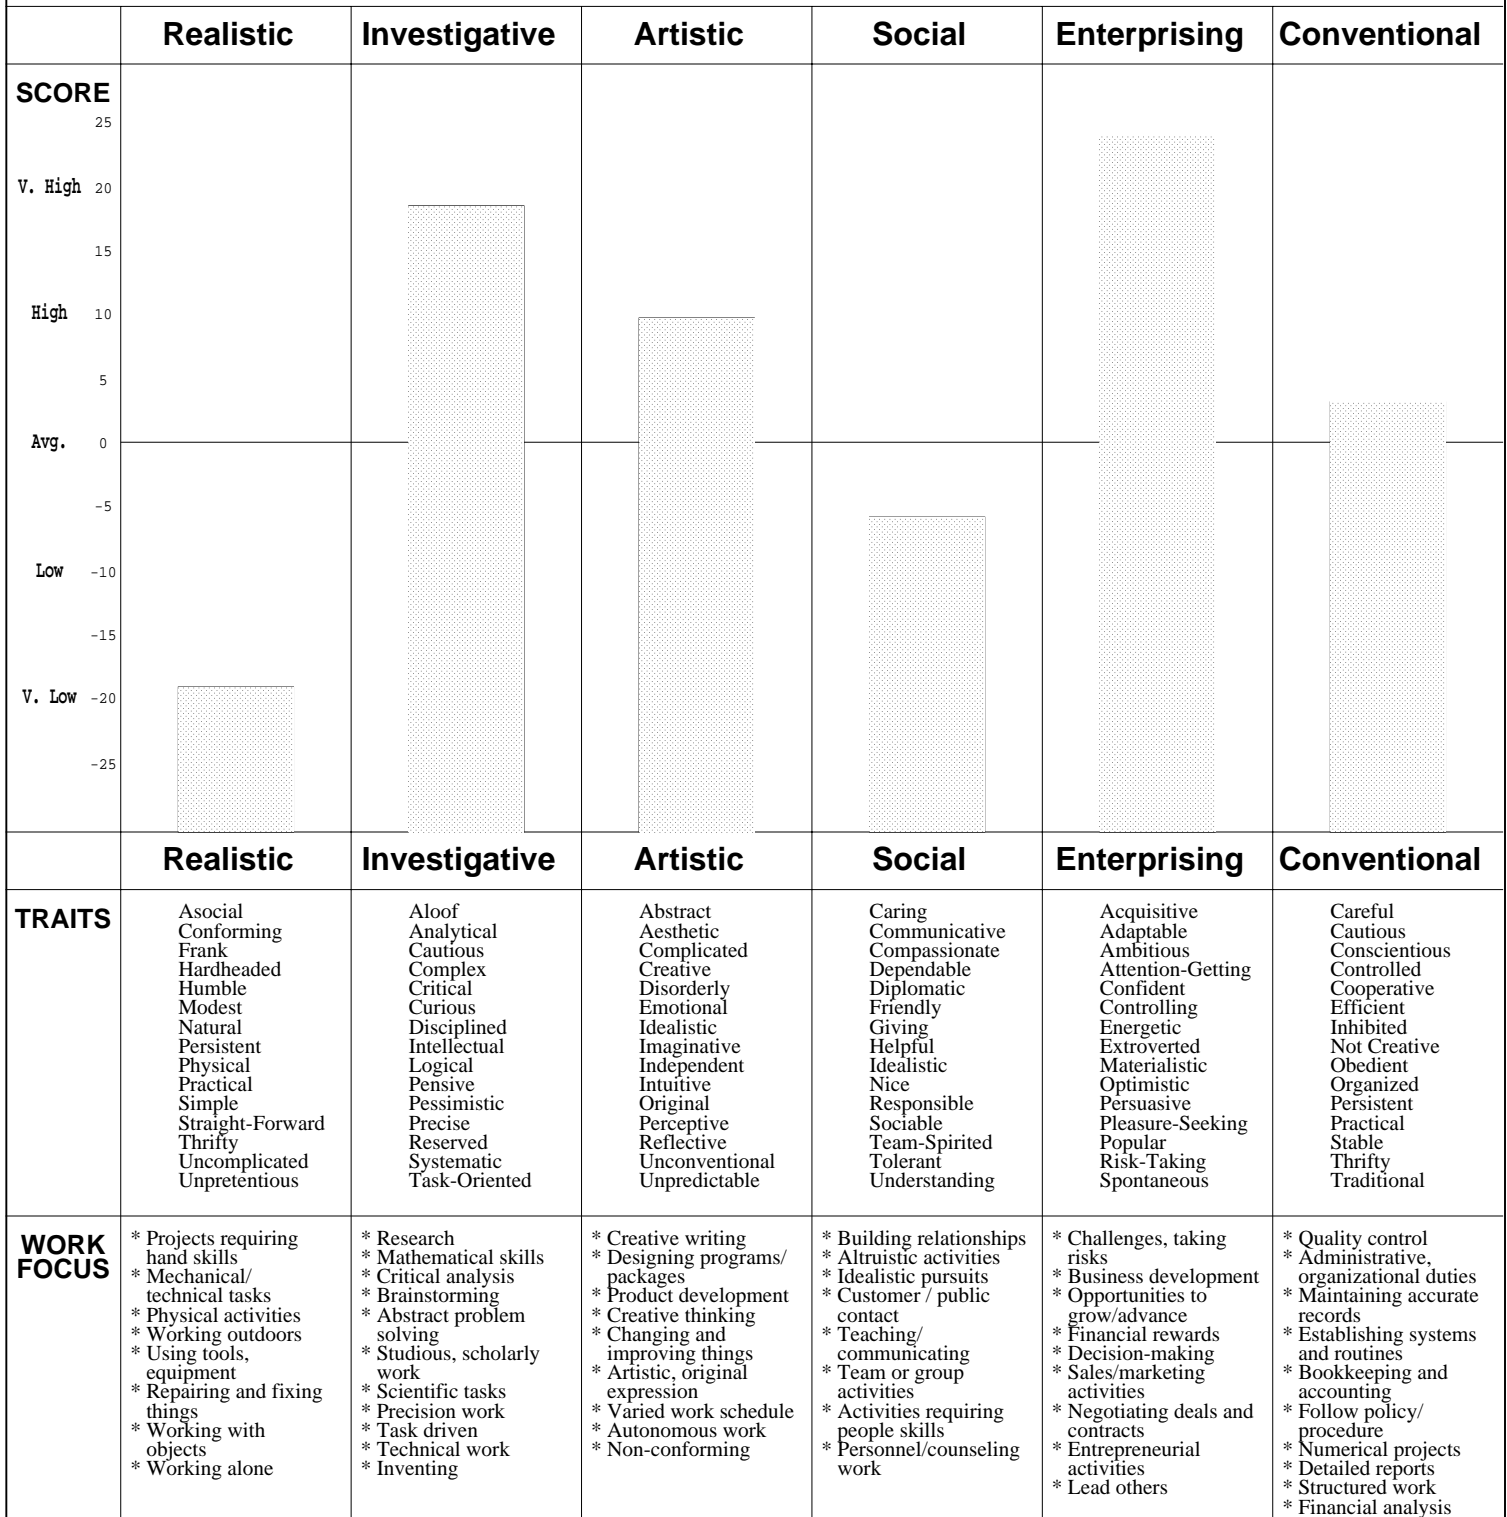 Realistic Investigative Artistic Social Enterprising Conventional
SCORE
25
V. High 20
15
High 10
5
Avg. 0
-5
Low -10
-15
V. Low -20
-25
Realistic Investigative Artistic Social Enterprising Conventional
TRAITS
Asocial
Conforming
Frank
Hardheaded
Humble
Modest
Natural
Persistent
Physical
Practical
Simple
Straight-Forward
Thrifty
Uncomplicated
Unpretentious
Aloof
Analytical
Cautious
Complex
Critical
Curious
Disciplined
Intellectual
Logical
Pensive
Pessimistic
Precise
Reserved
Systematic
Task-Oriented
Abstract
Aesthetic
Complicated
Creative
Disorderly
Emotional
Idealistic
Imaginative
Independent
Intuitive
Original
Perceptive
Reflective
Unconventional
Unpredictable
Caring
Communicative
Compassionate
Dependable
Diplomatic
Friendly
Giving
Helpful
Idealistic
Nice
Responsible
Sociable
Team-Spirited
Tolerant
Understanding
Acquisitive
Adaptable
Ambitious
Attention-Getting
Confident
Controlling
Energetic
Extroverted
Materialistic
Optimistic
Persuasive
Pleasure-Seeking
Popular
Risk-Taking
Spontaneous
Careful
Cautious
Conscientious
Controlled
Cooperative
Efficient
Inhibited
Not Creative
Obedient
Organized
Persistent
Practical
Stable
Thrifty
Traditional
WORK
FOCUS
* Projects requiring
hand skills
* Mechanical/
technical tasks
* Physical activities
* Working outdoors
* Using tools,
equipment
* Repairing and fixing
things
* Working with
objects
* Working alone
* Research
* Mathematical skills
* Critical analysis
* Brainstorming
* Abstract problem
solving
* Studious, scholarly
work
* Scientific tasks
* Precision work
* Task driven
* Technical work
* Inventing
* Creative writing
* Designing programs/
packages
* Product development
* Creative thinking
* Changing and
improving things
* Artistic, original
expression
* Varied work schedule
* Autonomous work
* Non-conforming
* Building relationships
* Altruistic activities
* Idealistic pursuits
* Customer / public
contact
* Teaching/
communicating
* Team or group
activities
* Activities requiring
people skills
* Personnel/counseling
work
* Challenges, taking
risks
* Business development
* Opportunities to
grow/advance
* Financial rewards
* Decision-making
* Sales/marketing
activities
* Negotiating deals and
contracts
* Entrepreneurial
activities
* Lead others
* Quality control
* Administrative,
organizational duties
* Maintaining accurate
records
* Establishing systems
and routines
* Bookkeeping and
accounting
* Follow policy/
procedure
* Numerical projects
* Detailed reports
* Structured work
* Financial analysis